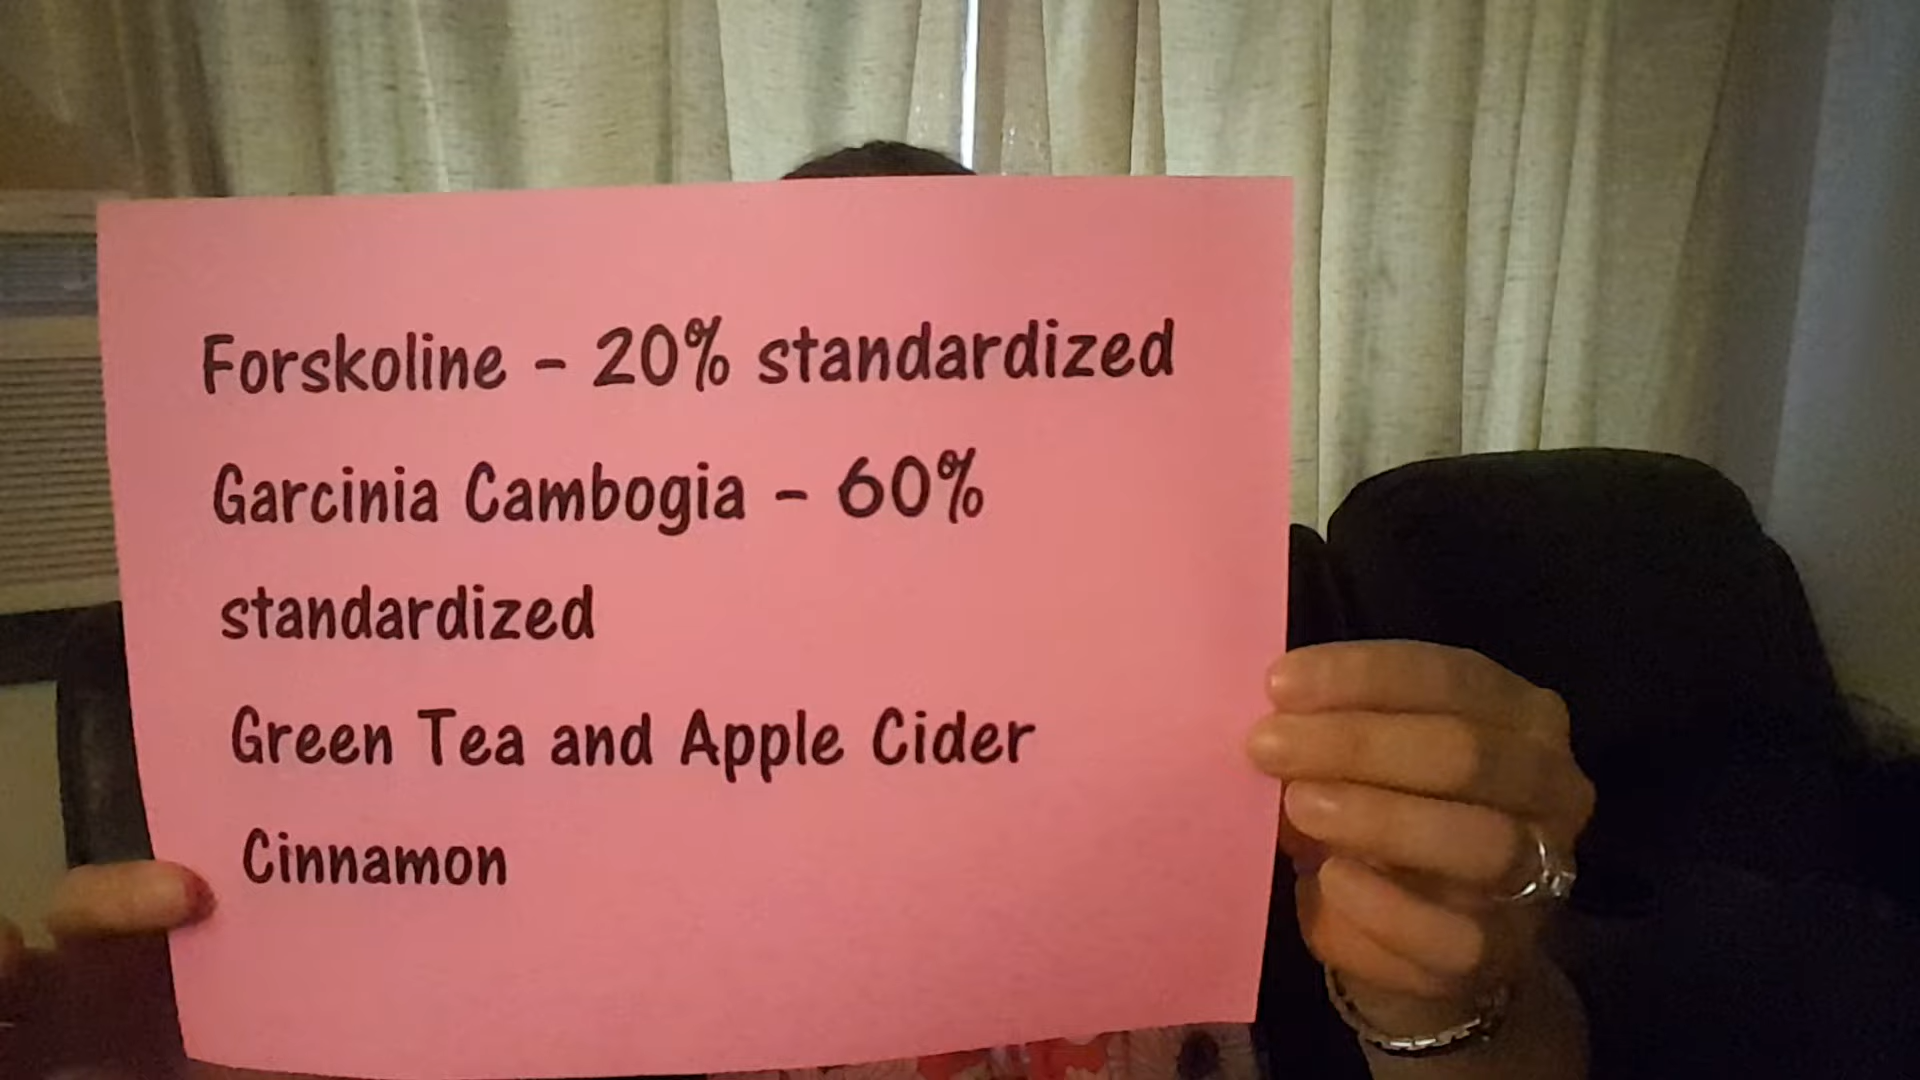 Forskoline - 20% standardized
Garcinia Cambogia - 60%
standardized
Green Tea and Apple Cider
Cinnamon